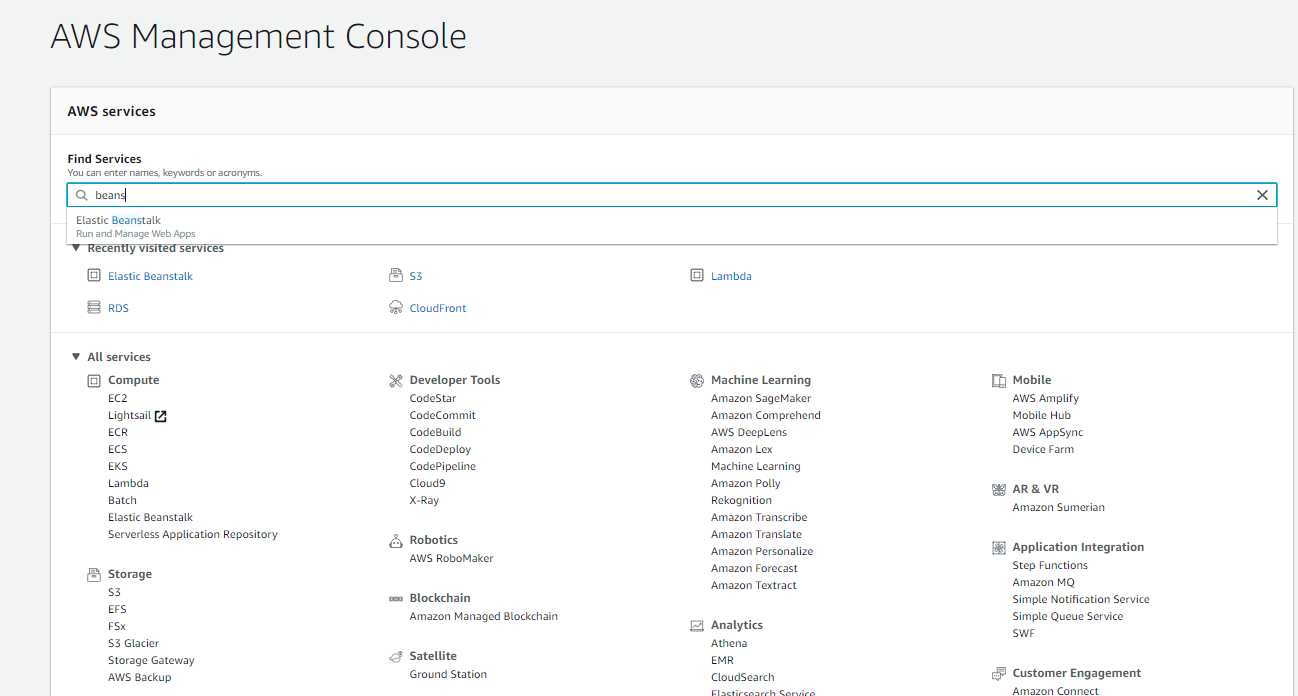 AWS Management Console
AWS services
Find Services
You can enter names, keywords or acronyms.
beans
Elastic Beanstalk
Run and Manage Web Apps
Recently visited services
Elastic Beanstalk
S3
Lambda
RDS
CloudFront
All services
Compute
EC2
Lightsail
ECR
ECS
EKS
Lambda
Batch
Elastic Beanstalk
Serverless Application Repository
Storage
S3
EFS
FSx
S3 Glacier
Storage Gateway
AWS Backup
Developer Tools
CodeStar
CodeCommit
CodeBuild
CodeDeploy
CodePipeline
Cloud9
X-Ray
Robotics
AWS RoboMaker
Blockchain
Amazon Managed Blockchain
Satellite
Ground Station
Machine Learning
Amazon SageMaker
Amazon Comprehend
AWS DeepLens
Amazon Lex
Machine Learning
Amazon Polly
Rekognition
Amazon Transcribe
Amazon Translate
Amazon Personalize
Amazon Forecast
Amazon Textract
Analytics
Athena
EMR
CloudSearch
Elasticsearch Service
Mobile
AWS Amplify
Mobile Hub
AWS AppSync
Device Farm
AR & VR
Amazon Sumerian
Application Integration
Step Functions
Amazon MQ
Simple Notification Service
Simple Queue Service
SWF
Customer Engagement
Amazon Connect